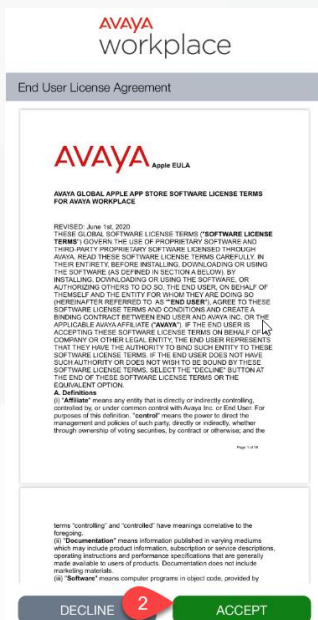 AVAYA
workplace
End User License Agreement
AVAYA Apple EULA
AVAYA GLOBAL APPLE APP STORE SOFTWARE LICENSE TERMS
FOR AVAYA WORKPLACE
REVISED: June 1st, 2020
THESE GLOBAL SOFTWARE LICENSE TERMS ("SOFTWARE LICENSE
TERMS") GOVERN THE USE OF PROPRIETARY SOFTWARE AND
THIRD-PARTY PROPRIETARY SOFTWARE LICENSED THROUGH
AVAYA. READ THESE SOFTWARE LICENSE TERMS CAREFULLY, IN
THEIR ENTIRETY, BEFORE INSTALLING, DOWNLOADING OR USING
THE SOFTWARE (AS DEFINED IN SECTION A BELOW). BY
INSTALLING, DOWNLOADING OR USING THE SOFTWARE, OR
AUTHORIZING OTHERS TO DO SO, THE END USER, ON BEHALF OF
THEMSELF AND THE ENTITY FOR WHOM THEY ARE DOING SO
(HEREINAFTER REFERRED TO AS "END USER"), AGREE TO THESE
SOFTWARE LICENSE TERMS AND CONDITIONS AND CREATE A
BINDING CONTRACT BETWEEN END USER AND AVAYA INC. OR THE
APPLICABLE AVAYA AFFILIATE ("AVAYA"). IF THE END USER IS
ACCEPTING THESE SOFTWARE LICENSE TERMS ON BEHALF OF A
COMPANY OR OTHER LEGAL ENTITY, THE END USER REPRESENTS
THAT THEY HAVE THE AUTHORITY TO BIND SUCH ENTITY TO THESE
SOFTWARE LICENSE TERMS. IF THE END USER DOES NOT HAVE
SUCH AUTHORITY OR DOES NOT WISH TO BE BOUND BY THESE
SOFTWARE LICENSE TERMS, SELECT THE "DECLINE" BUTTON AT
THE END OF THESE SOFTWARE LICENSE TERMS OR THE
EQUIVALENT OPTION.
A. Definitions
(i) "Affiliate" means any entity that is directly or indirectly controlling,
controlled by, or under common control with Avaya Inc. or End User. For
purposes of this definition, "control" means the power to direct the
management and policies of such party, directly or indirectly, whether
through ownership of voting securities, by contract or otherwise; and the
terms "controlling" and "controlled" have meanings correlative to the
foregoing.
(ii) "Documentation" means information published in varying mediums
which may include product information, subscription or service descriptions,
operating instructions and performance specifications that are generally
made available to users of products. Documentation does not include
marketing materials.
(iii) "Software" means computer programs in object code, provided by
DECLINE 2 ACCEPT